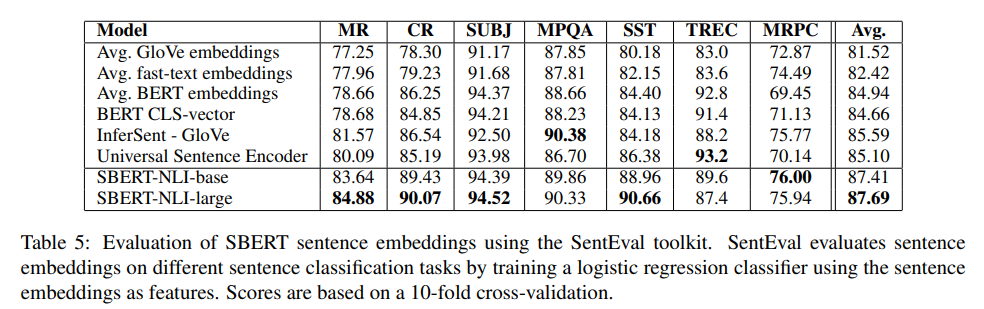 Model MR CR SUBJ MPQA SST TREC MRPC Avg.
Avg. GloVe embeddings 77.25 78.30 91.17 87.85 80.18 83.0 72.87 81.52
Avg. fast-text embeddings 77.96 79.23 91.68 87.81 82.15 83.6 74.49 82.42
Avg. BERT embeddings 78.66 86.25 94.37 88.66 84.40 92.8 69.45 84.94
BERT CLS-vector 78.68 84.85 94.21 88.23 84.13 91.4 71.13 84.66
InferSent - GloVe 81.57 86.54 92.50 90.38 84.18 88.2 75.77 85.59
Universal Sentence Encoder 80.09 85.19 93.98 86.70 86.38 93.2 70.14 85.10
SBERT-NLI-base 83.64 89.43 94.39 89.86 88.96 89.6 76.00 87.41
SBERT-NLI-large 84.88 90.07 94.52 90.33 90.66 87.4 75.94 87.69
Table 5: Evaluation of SBERT sentence embeddings using the SentEval toolkit. SentEval evaluates sentence
embeddings on different sentence classification tasks by training a logistic regression classifier using the sentence
embeddings as features. Scores are based on a 10-fold cross-validation.